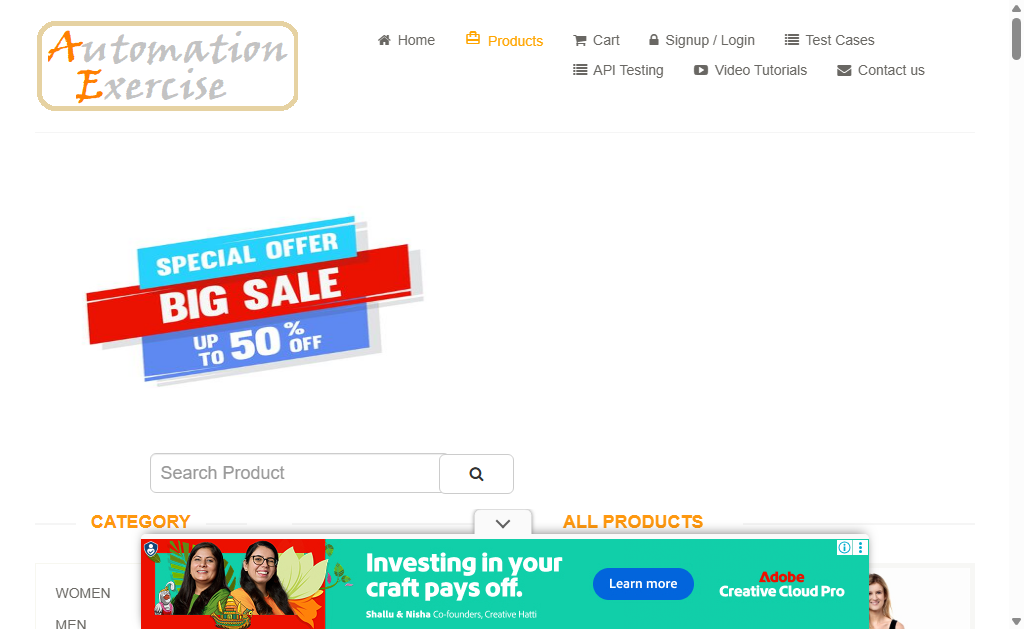 Automation
Exercise
Home
Products
Cart
Signup / Login
Test Cases
API Testing
Video Tutorials
Contact us
SPECIAL OFFER
BIG SALE
UP TO 50% OFF
Search Product
CATEGORY
ALL PRODUCTS
WOMEN
MEN
Investing in your
craft pays off.
Shallu & Nisha Co-founders, Creative Hatti
Learn more
Adobe
Creative Cloud Pro